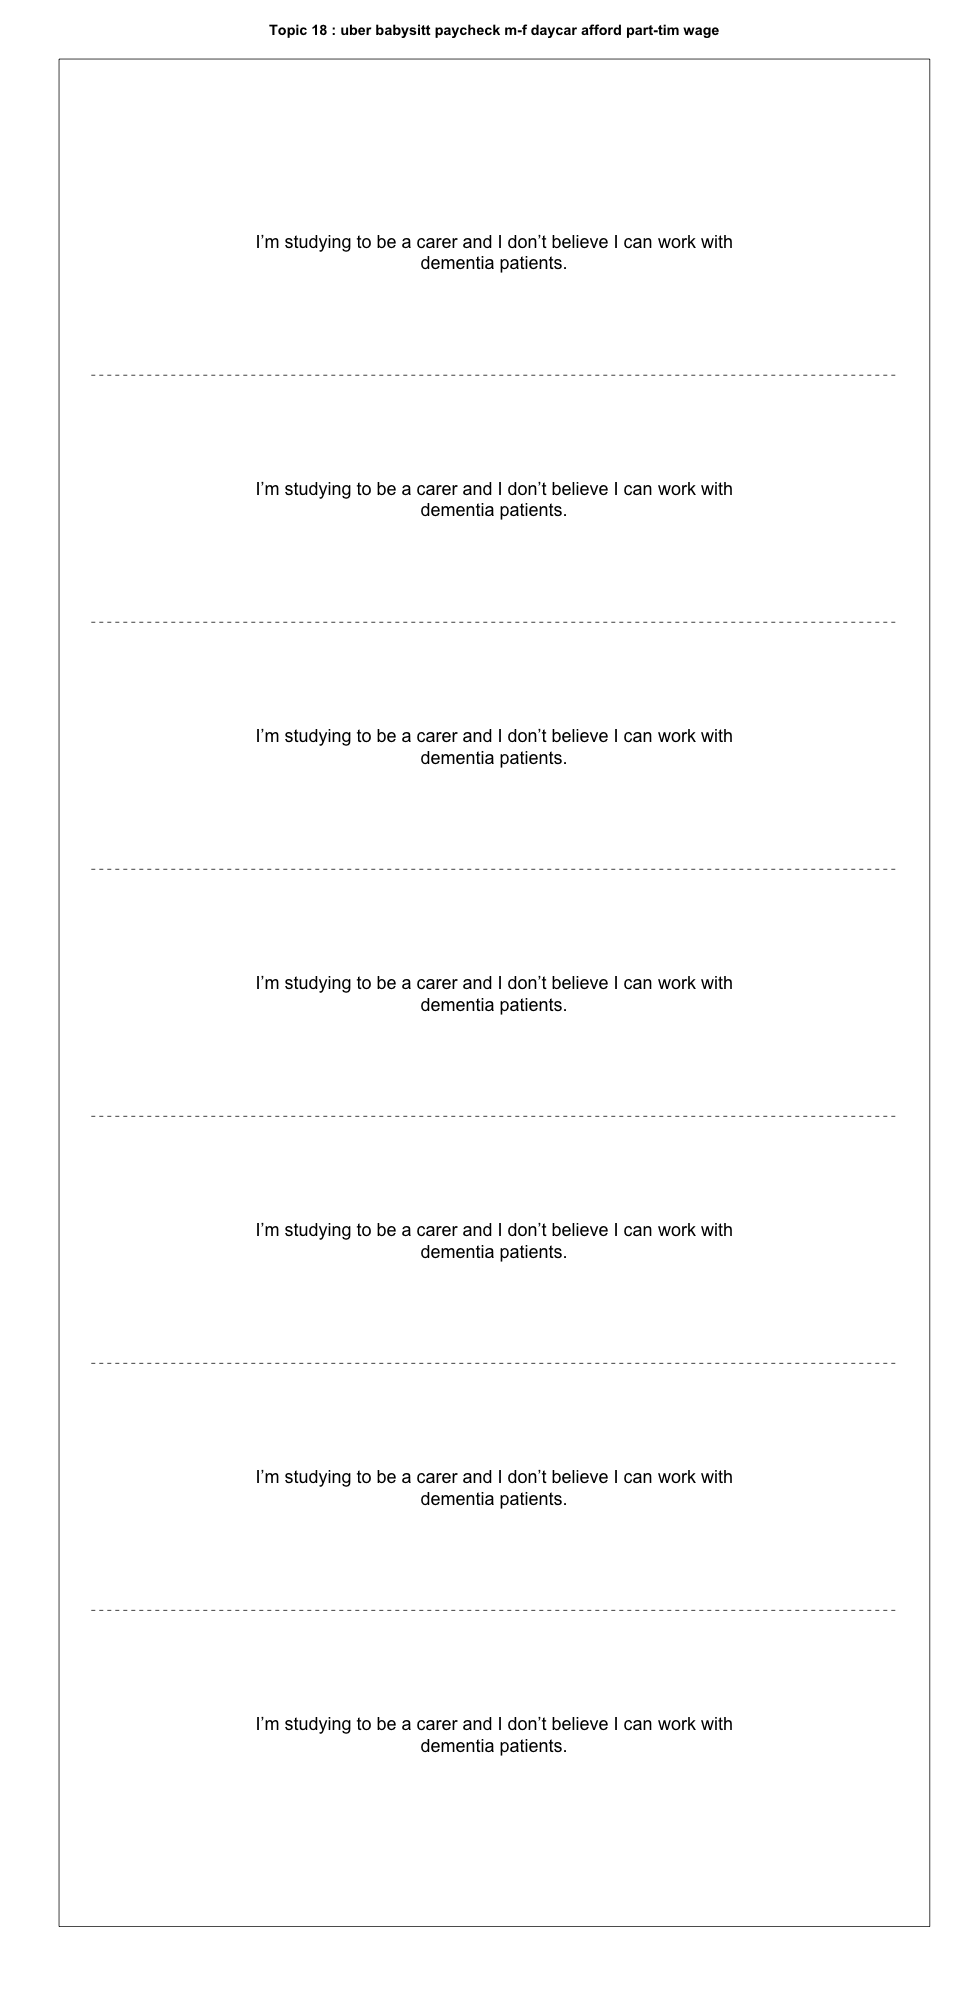 Topic 18 : uber babysitt paycheck m-f daycar afford part-tim wage
I’m studying to be a carer and I don’t believe I can work with
dementia patients.
I’m studying to be a carer and I don’t believe I can work with
dementia patients.
I’m studying to be a carer and I don’t believe I can work with
dementia patients.
I’m studying to be a carer and I don’t believe I can work with
dementia patients.
I’m studying to be a carer and I don’t believe I can work with
dementia patients.
I’m studying to be a carer and I don’t believe I can work with
dementia patients.
I’m studying to be a carer and I don’t believe I can work with
dementia patients.